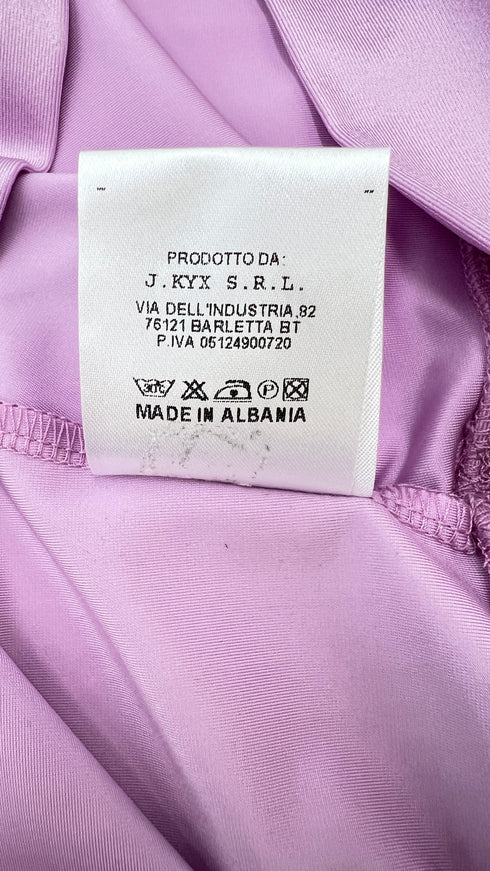 PRODOTTO DA:
J.KYX S.R.L.
VIA DELL'INDUSTRIA,82
76121 BARLETTA BT
P.IVA 05124900720
30°C P
MADE IN ALBANIA